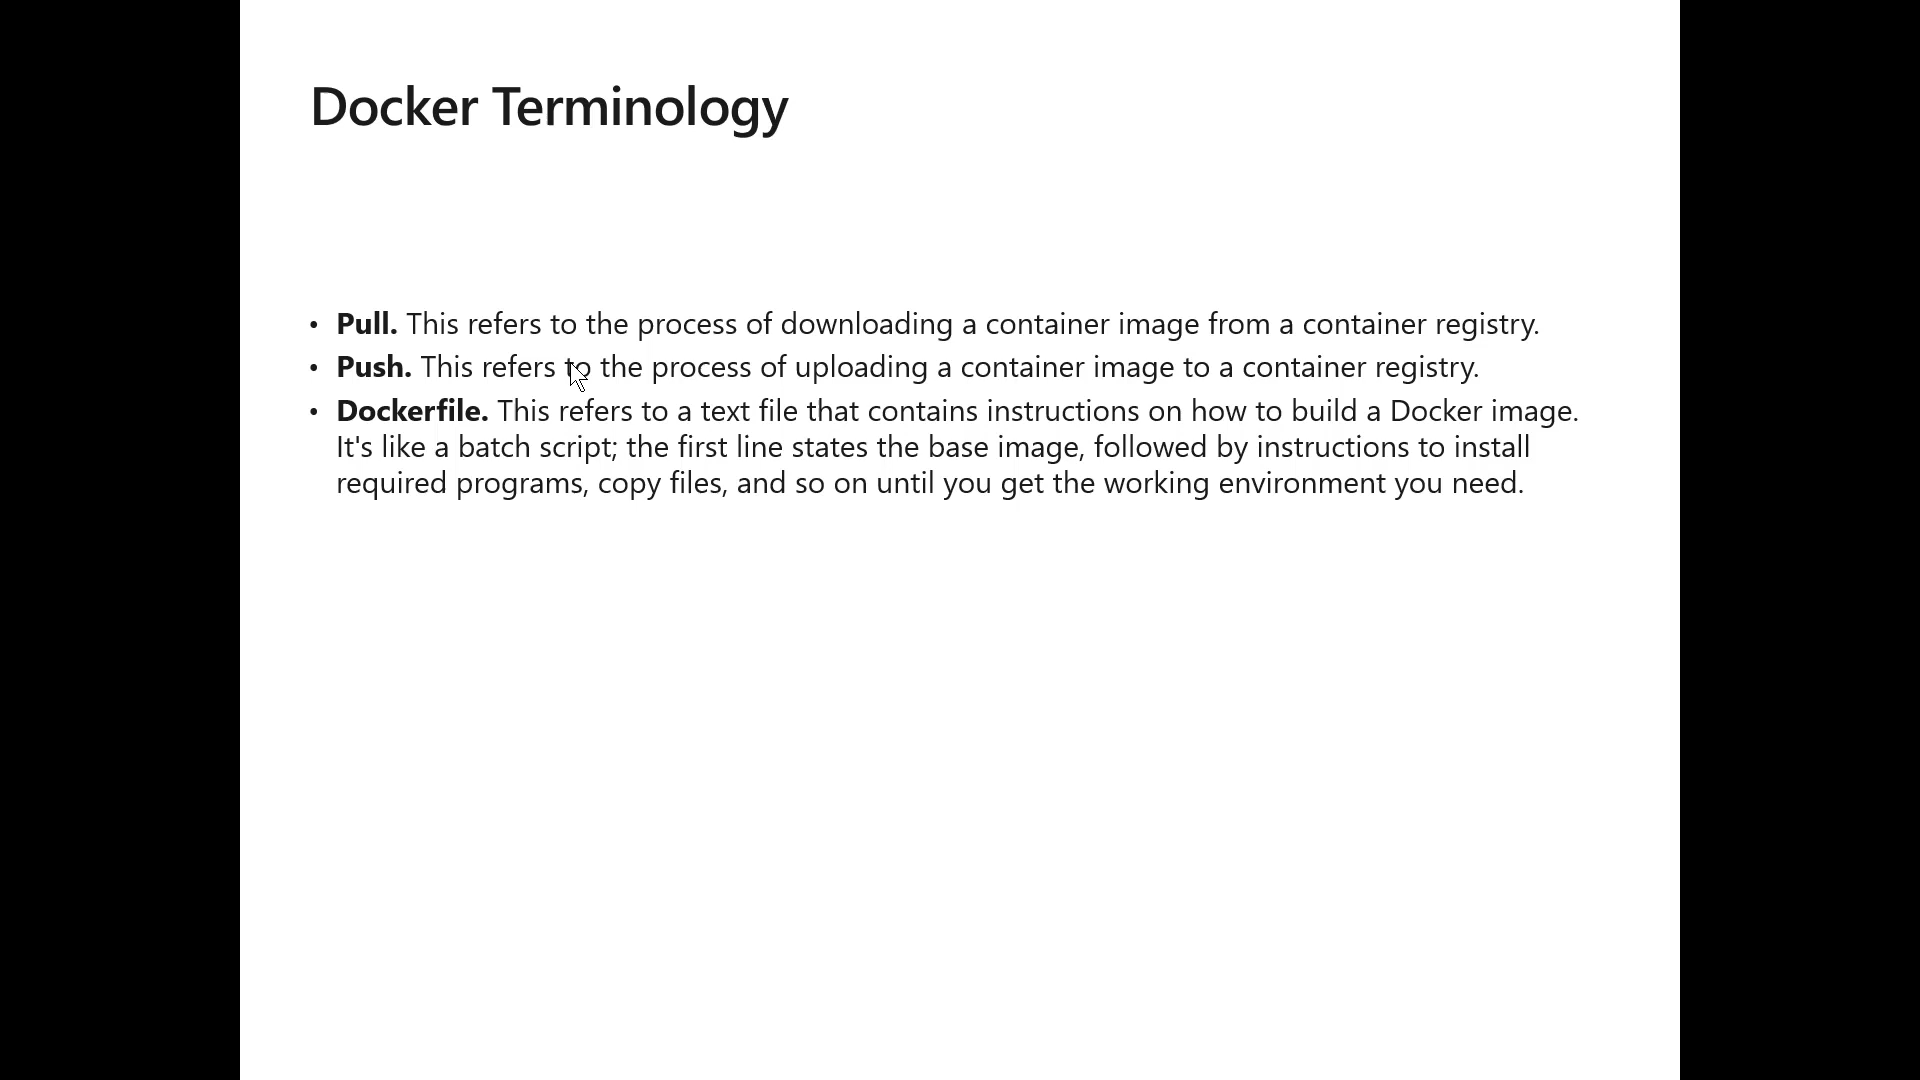 Docker Terminology
• Pull. This refers to the process of downloading a container image from a container registry.
• Push. This refers to the process of uploading a container image to a container registry.
• Dockerfile. This refers to a text file that contains instructions on how to build a Docker image.
It's like a batch script; the first line states the base image, followed by instructions to install
required programs, copy files, and so on until you get the working environment you need.